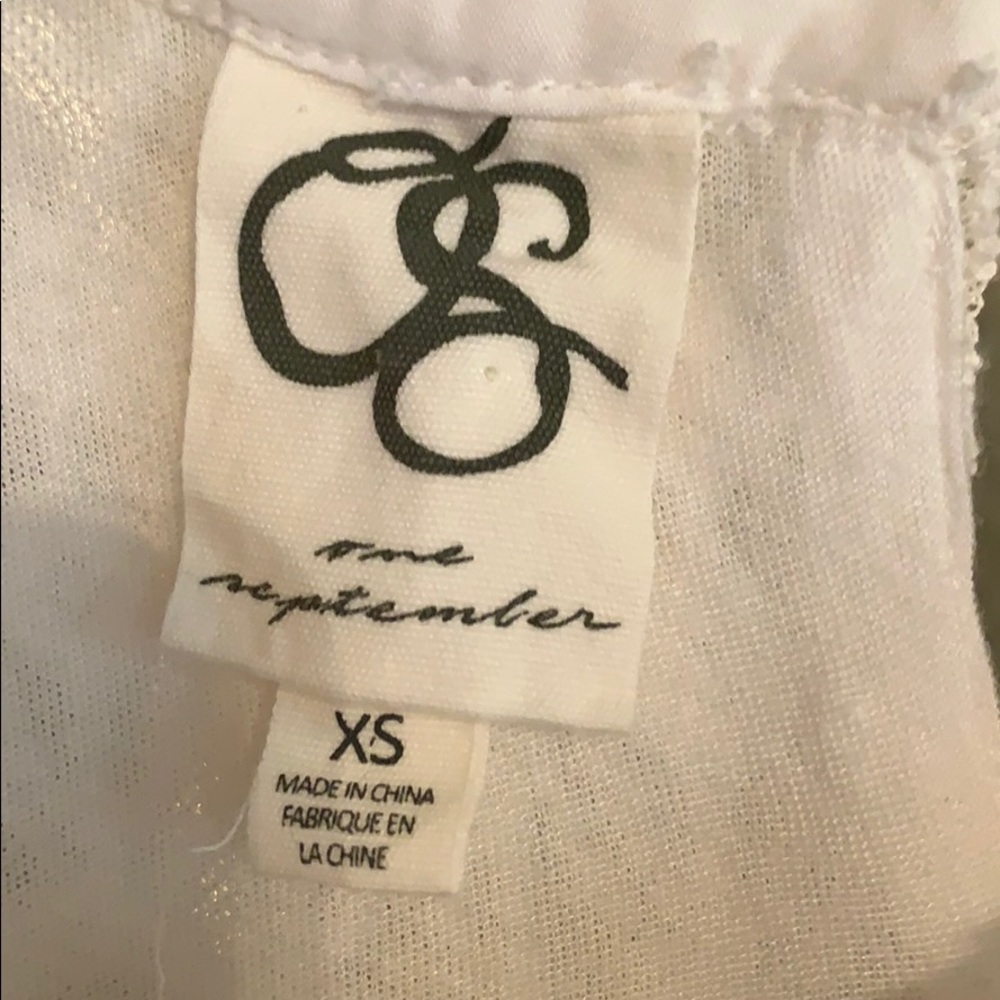 one
september
XS
MADE IN CHINA
FABRIQUE EN
LA CHINE